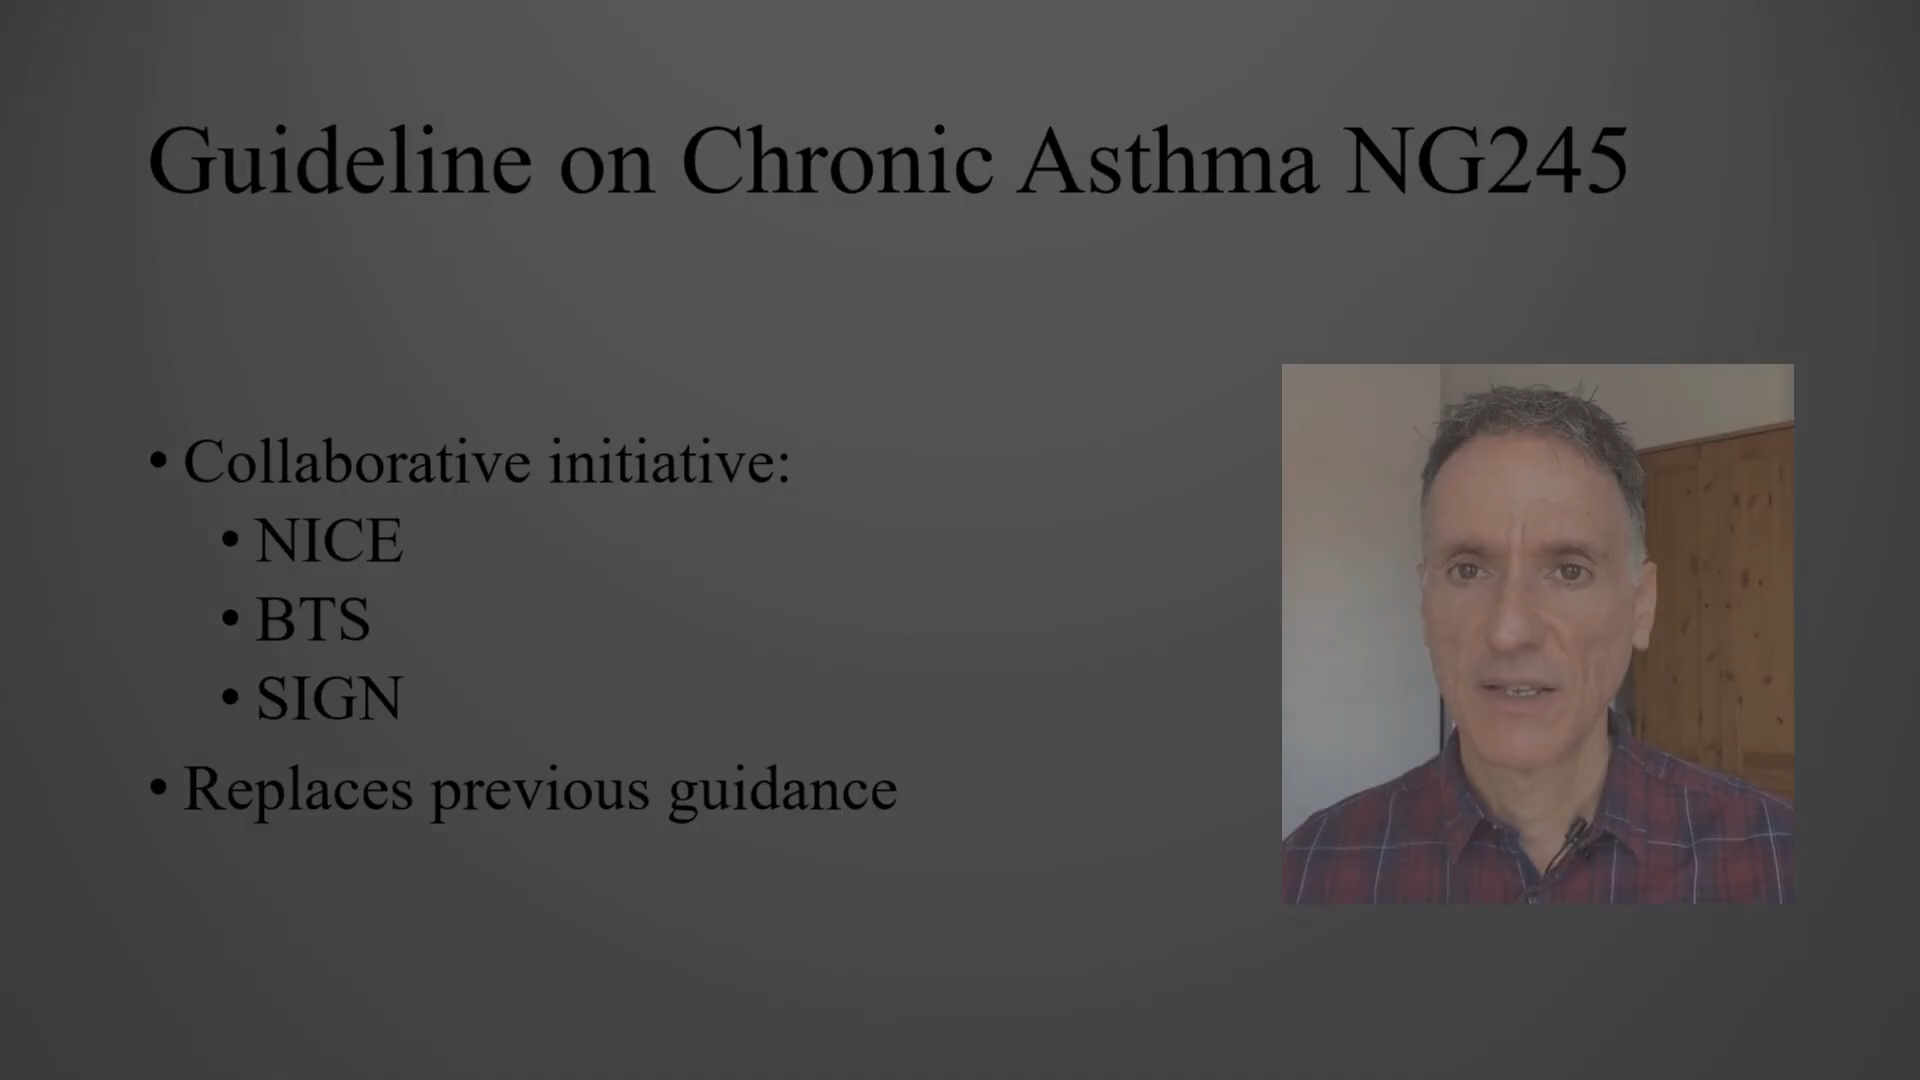 Guideline on Chronic Asthma NG245
• Collaborative initiative:
• NICE
• BTS
• SIGN
• Replaces previous guidance